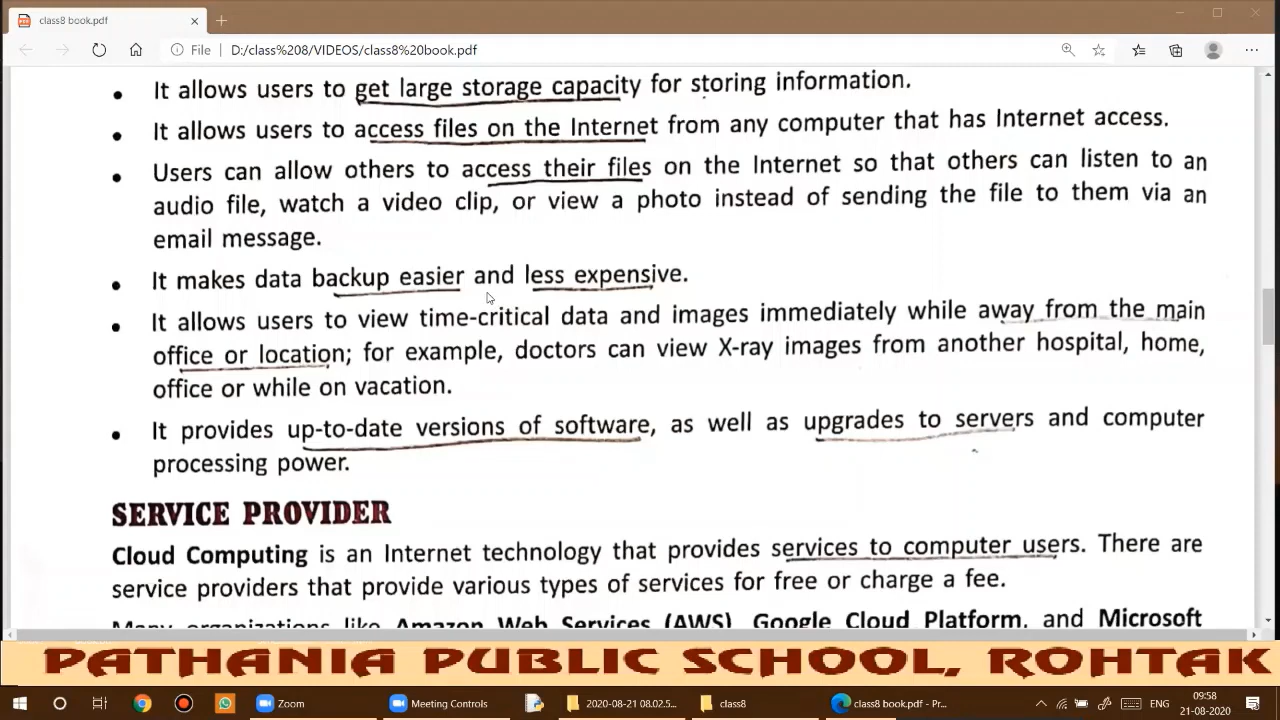 class8 book.pdf
File
D:/class%208/VIDEOS/class8%20book.pdf
• It allows users to get large storage capacity for storing information.
• It allows users to access files on the Internet from any computer that has Internet access.
• Users can allow others to access their files on the Internet so that others can listen to an
audio file, watch a video clip, or view a photo instead of sending the file to them via an
email message.
• It makes data backup easier and less expensive.
• It allows users to view time-critical data and images immediately while away from the main
office or location; for example, doctors can view X-ray images from another hospital, home,
office or while on vacation.
• It provides up-to-date versions of software, as well as upgrades to servers and computer
processing power.
SERVICE PROVIDER
Cloud Computing is an Internet technology that provides services to computer users. There are
service providers that provide various types of services for free or charge a fee.
Many organizations like Amazon Web Services (AWS), Google Cloud Platform, and Microsoft
PATHANIA PUBLIC SCHOOL, ROHTAK
Zoom
Meeting Controls
2020-08-21 08.02.5...
class8
class8 book.pdf - Pr...
ENG
09:58
21-08-2020